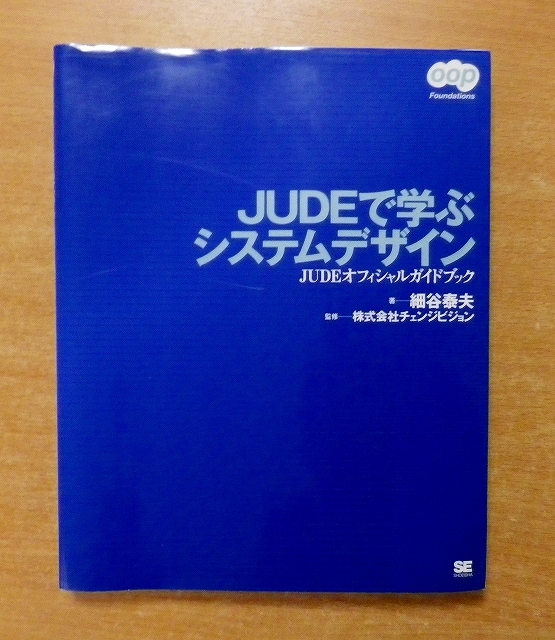 oop
Foundations
JUDEで学ぶ
システムデザイン
JUDEオフィシャルガイドブック
著─細谷泰夫
監修─株式会社チェンジビジョン
SE
SHOEISHA